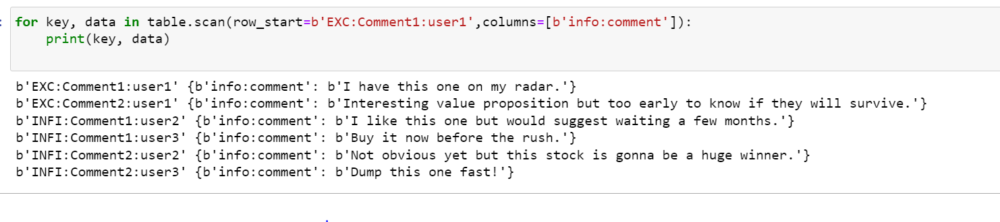 for key, data in table.scan(row_start=b'EXC:Comment1:user1',columns=[b'info:comment']):
    print(key, data)
b'EXC:Comment1:user1' {b'info:comment': b'I have this one on my radar.'}
b'EXC:Comment2:user1' {b'info:comment': b'Interesting value proposition but too early to know if they will survive.'}
b'INFI:Comment1:user2' {b'info:comment': b'I like this one but would suggest waiting a few months.'}
b'INFI:Comment1:user3' {b'info:comment': b'Buy it now before the rush.'}
b'INFI:Comment2:user2' {b'info:comment': b'Not obvious yet but this stock is gonna be a huge winner.'}
b'INFI:Comment2:user3' {b'info:comment': b'Dump this one fast!'}